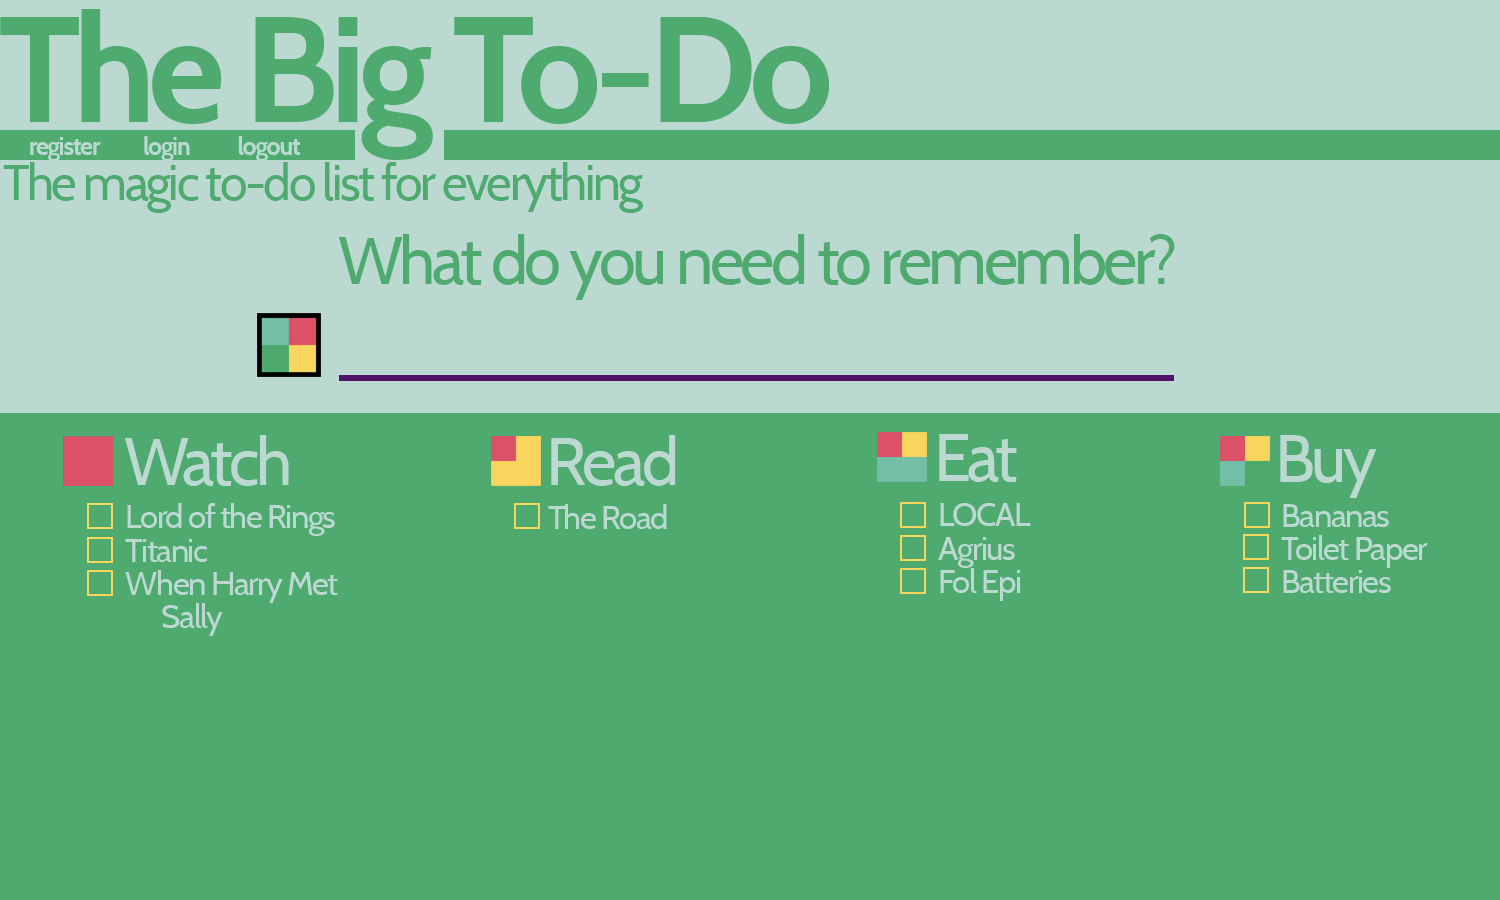 The Big To-Do
register login logout
The magic to-do list for everything
What do you need to remember?
Watch
Lord of the Rings
Titanic
When Harry Met
Sally
Read
The Road
Eat
LOCAL
Agrius
Fol Epi
Buy
Bananas
Toilet Paper
Batteries